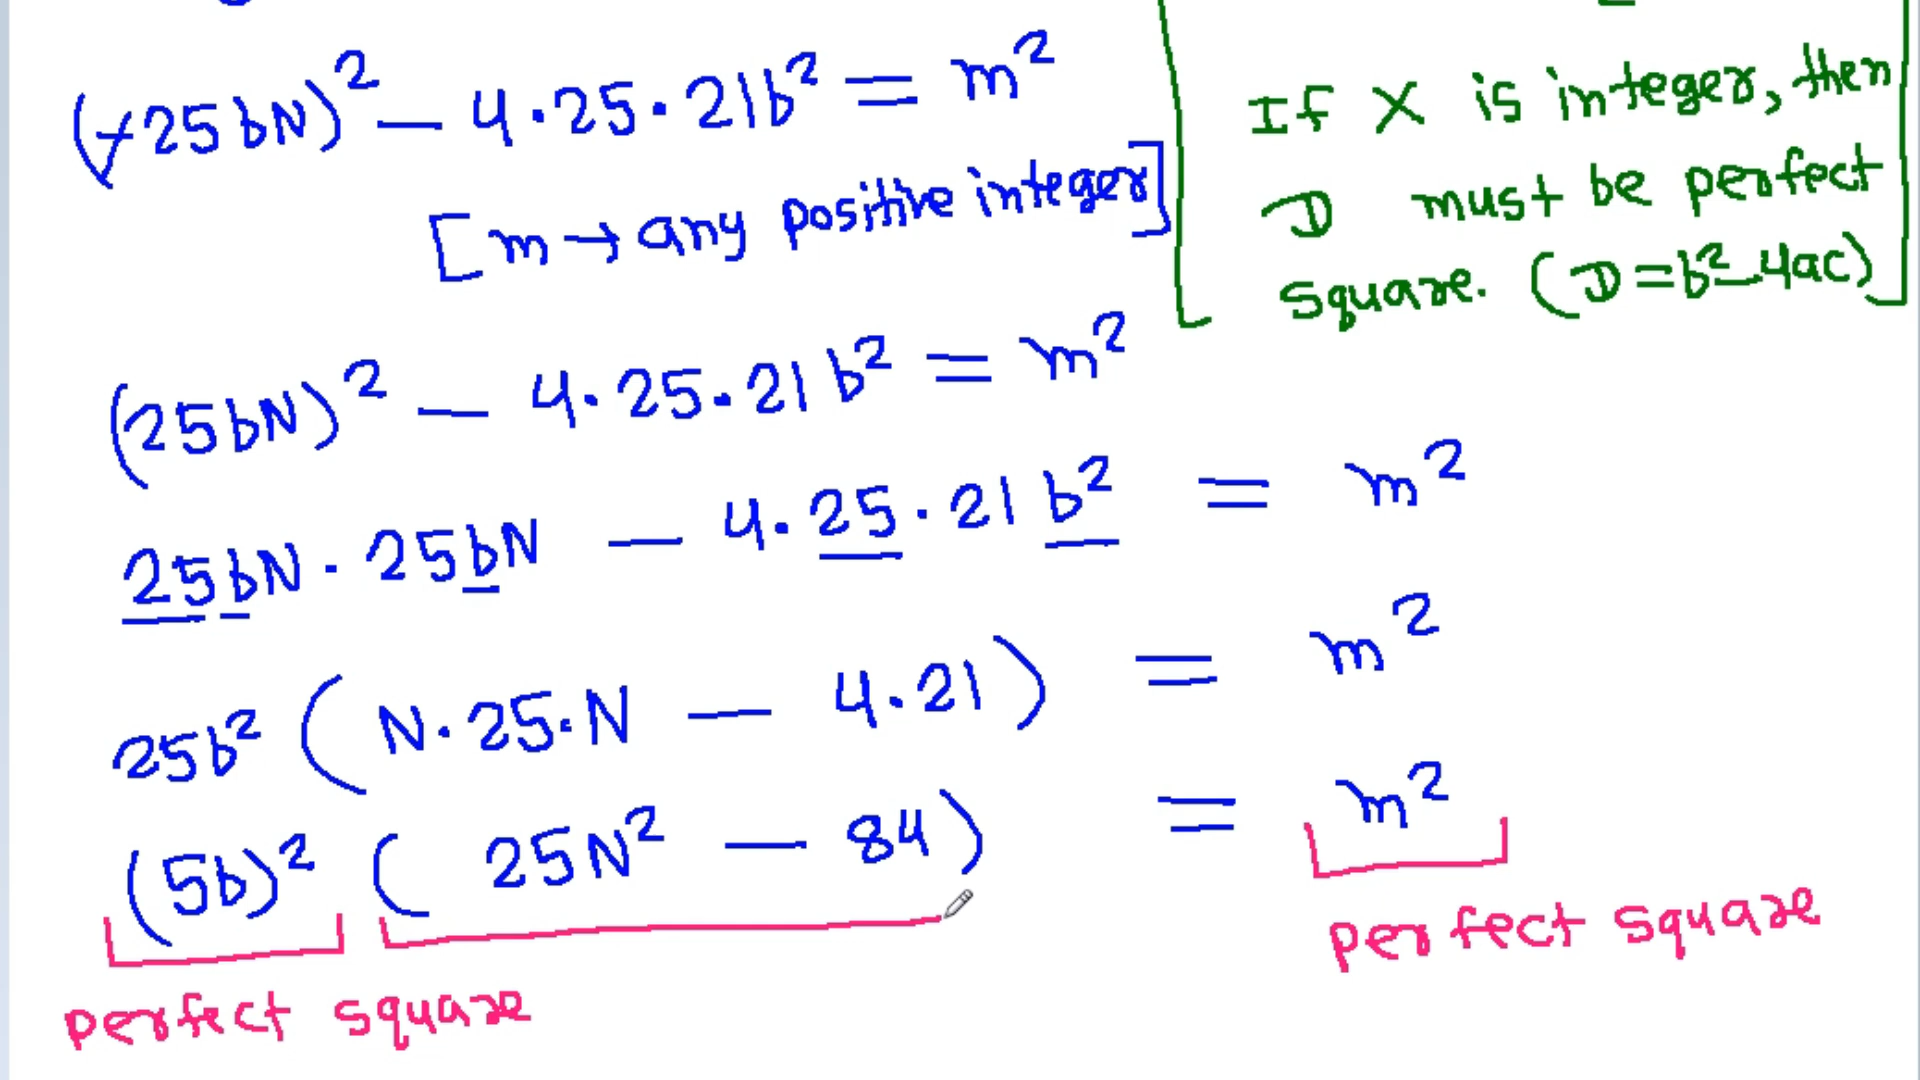 (-25bN)² - 4·25·21b² = m²
[m → any positive integer]
If X is integer, then
D must be perfect
square. (D = b² - 4ac)
(25bN)² - 4·25·21b² = m²
25bN · 25bN - 4·25·21b² = m²
25b² (N·25·N - 4·21) = m²
(5b)² (25N² - 84) = m²
perfect square
perfect square